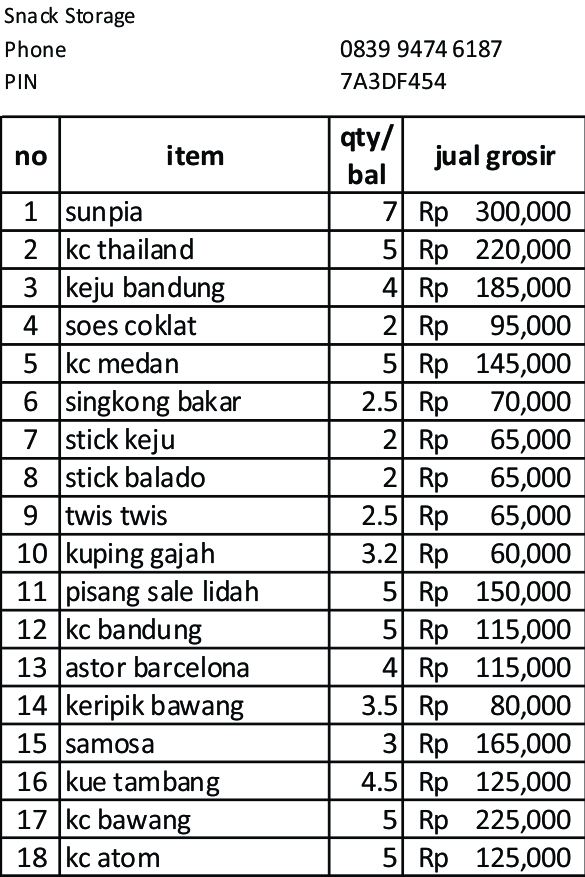 Snack Storage
Phone 0839 9474 6187
PIN 7A3DF454
no item qty/ bal jual grosir
1 sunpia 7 Rp 300,000
2 kc thailand 5 Rp 220,000
3 keju bandung 4 Rp 185,000
4 soes coklat 2 Rp 95,000
5 kc medan 5 Rp 145,000
6 singkong bakar 2.5 Rp 70,000
7 stick keju 2 Rp 65,000
8 stick balado 2 Rp 65,000
9 twis twis 2.5 Rp 65,000
10 kuping gajah 3.2 Rp 60,000
11 pisang sale lidah 5 Rp 150,000
12 kc bandung 5 Rp 115,000
13 astor barcelona 4 Rp 115,000
14 keripik bawang 3.5 Rp 80,000
15 samosa 3 Rp 165,000
16 kue tambang 4.5 Rp 125,000
17 kc bawang 5 Rp 225,000
18 kc atom 5 Rp 125,000